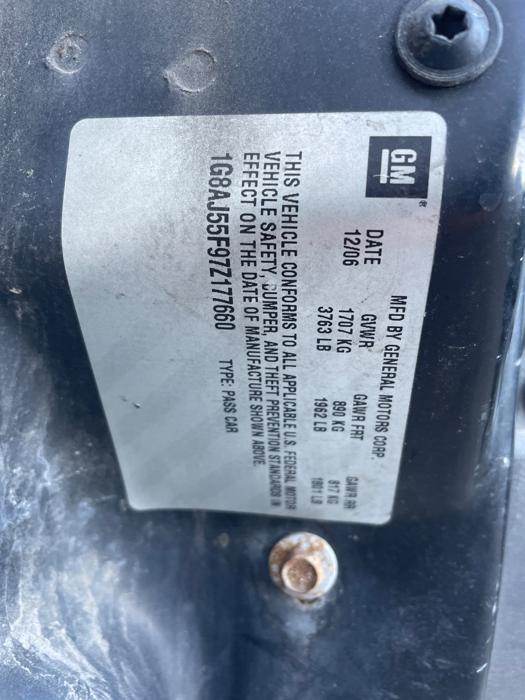 GM®
MFD BY GENERAL MOTORS CORP.
DATE GVWR GAWR FRT GAWR RR
12/06 1707 KG 890 KG 817 KG
3763 LB 1962 LB 1801 LB
THIS VEHICLE CONFORMS TO ALL APPLICABLE U.S. FEDERAL MOTOR
VEHICLE SAFETY, BUMPER, AND THEFT PREVENTION STANDARDS IN
EFFECT ON THE DATE OF MANUFACTURE SHOWN ABOVE.
1G8AJ55F97Z177660 TYPE: PASS CAR